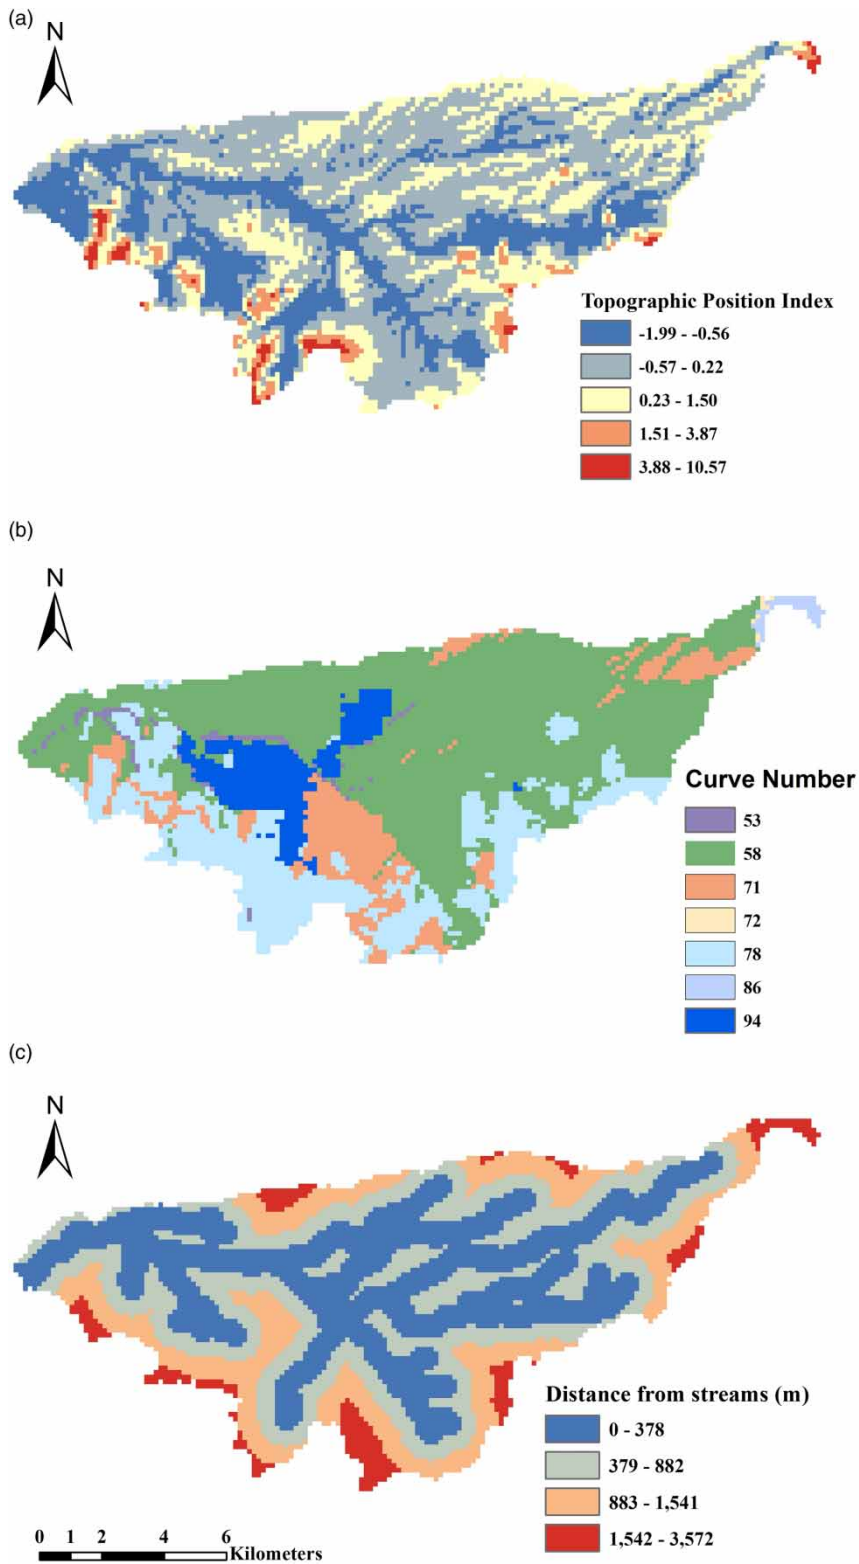 (a)
N
Topographic Position Index
-1.99 - -0.56
-0.57 - 0.22
0.23 - 1.50
1.51 - 3.87
3.88 - 10.57
(b)
N
Curve Number
53
58
71
72
78
86
94
(c)
N
Distance from streams (m)
0 - 378
379 - 882
883 - 1,541
1,542 - 3,572
0 1 2 4 6
Kilometers